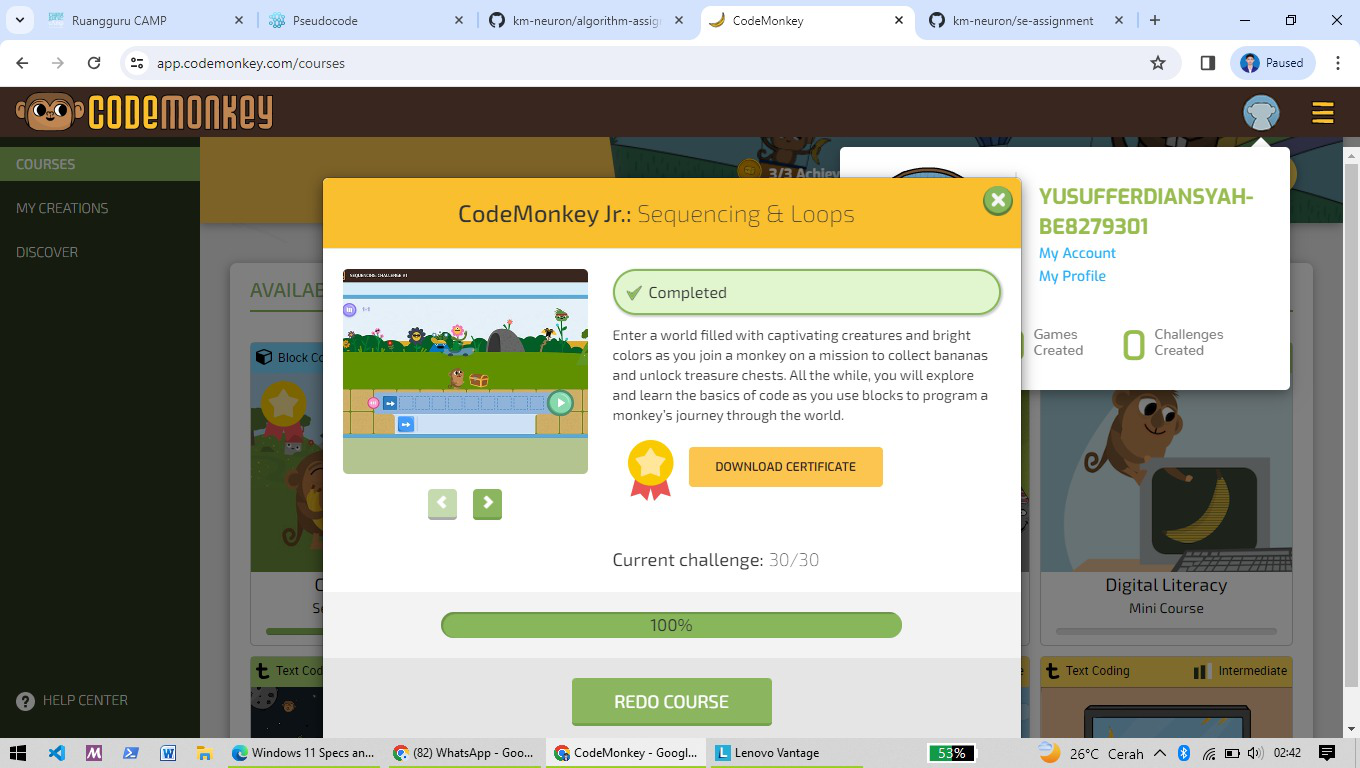 Ruangguru CAMP
Pseudocode
km-neuron/algorithm-assig
CodeMonkey
km-neuron/se-assignment
app.codemonkey.com/courses
Paused
CODEMONKEY
COURSES
MY CREATIONS
DISCOVER
HELP CENTER
3/3 Achiev
YUSUFFERDIANSYAH-
BE8279301
My Account
My Profile
Games
Created
0
Challenges
Created
AVAILAB
CodeMonkey Jr.: Sequencing & Loops
SEQUENCING CHALLENGE #1
Completed
Enter a world filled with captivating creatures and bright
colors as you join a monkey on a mission to collect bananas
and unlock treasure chests. All the while, you will explore
and learn the basics of code as you use blocks to program a
monkey's journey through the world.
DOWNLOAD CERTIFICATE
Current challenge: 30/30
100%
REDO COURSE
Block Co
C
Se
Text Cod
Digital Literacy
Mini Course
e
Text Coding
Intermediate
Windows 11 Specs an...
(82) WhatsApp - Goo...
CodeMonkey - Googl...
Lenovo Vantage
53%
26°C Cerah
02:42